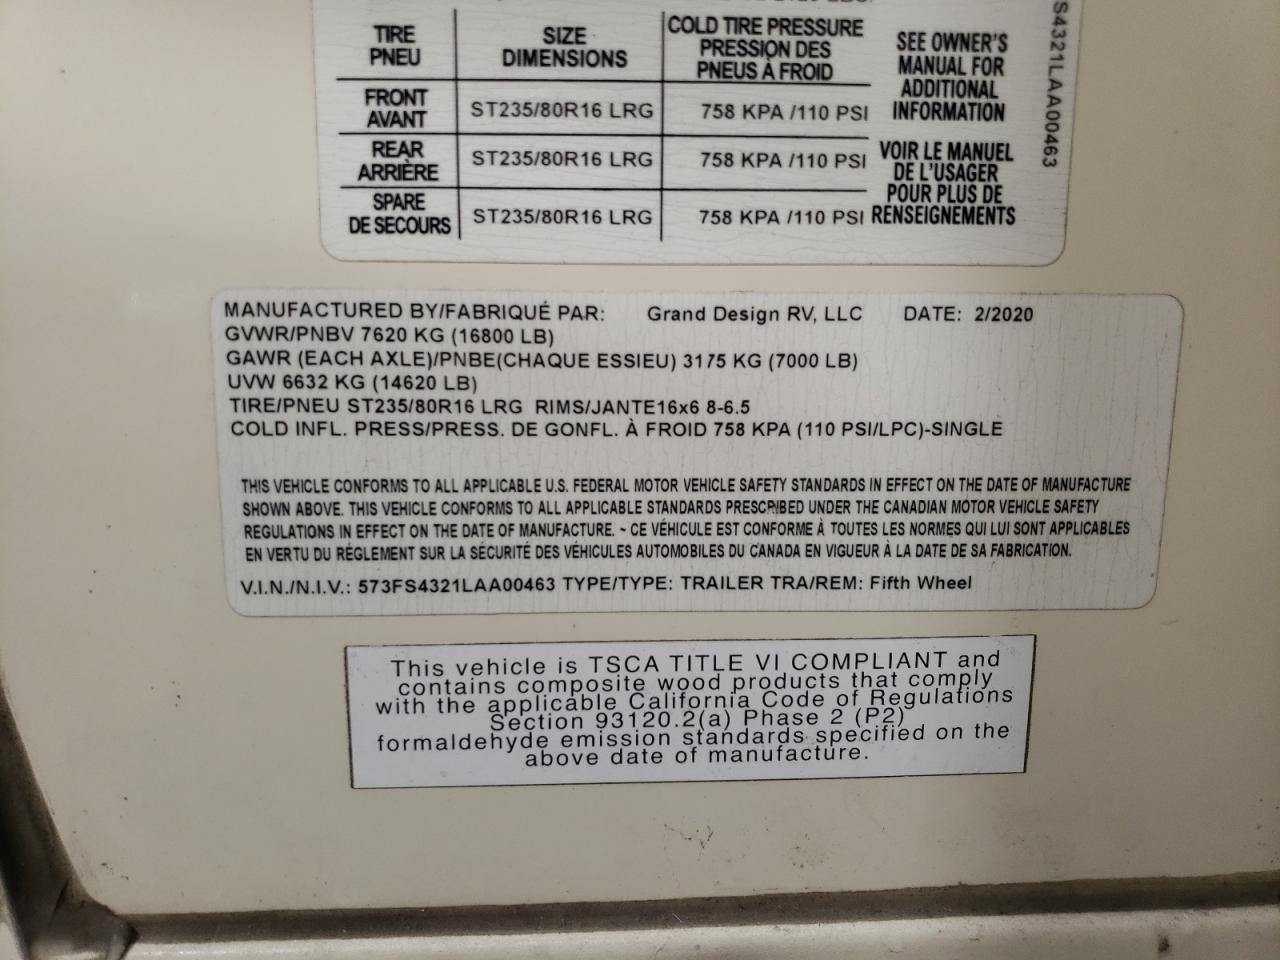 TIRE
PNEU
SIZE
DIMENSIONS
COLD TIRE PRESSURE
PRESSION DES
PNEUS À FROID
SEE OWNER'S
MANUAL FOR
ADDITIONAL
INFORMATION
FRONT
AVANT
ST235/80R16 LRG
758 KPA /110 PSI
REAR
ARRIÈRE
ST235/80R16 LRG
758 KPA /110 PSI
VOIR LE MANUEL
DE L'USAGER
POUR PLUS DE
RENSEIGNEMENTS
SPARE
DE SECOURS
ST235/80R16 LRG
758 KPA /110 PSI
S4321LAA00463
MANUFACTURED BY/FABRIQUÉ PAR: Grand Design RV, LLC DATE: 2/2020
GVWR/PNBV 7620 KG (16800 LB)
GAWR (EACH AXLE)/PNBE(CHAQUE ESSIEU) 3175 KG (7000 LB)
UVW 6632 KG (14620 LB)
TIRE/PNEU ST235/80R16 LRG RIMS/JANTE16x6 8-6.5
COLD INFL. PRESS/PRESS. DE GONFL. À FROID 758 KPA (110 PSI/LPC)-SINGLE
THIS VEHICLE CONFORMS TO ALL APPLICABLE U.S. FEDERAL MOTOR VEHICLE SAFETY STANDARDS IN EFFECT ON THE DATE OF MANUFACTURE
SHOWN ABOVE. THIS VEHICLE CONFORMS TO ALL APPLICABLE STANDARDS PRESCRIBED UNDER THE CANADIAN MOTOR VEHICLE SAFETY
REGULATIONS IN EFFECT ON THE DATE OF MANUFACTURE. ~ CE VÉHICULE EST CONFORME À TOUTES LES NORMES QUI LUI SONT APPLICABLES
EN VERTU DU RÉGLEMENT SUR LA SÉCURITÉ DES VÉHICULES AUTOMOBILES DU CANADA EN VIGUEUR À LA DATE DE SA FABRICATION.
V.I.N./N.I.V.: 573FS4321LAA00463 TYPE/TYPE: TRAILER TRA/REM: Fifth Wheel
This vehicle is TSCA TITLE VI COMPLIANT and
contains composite wood products that comply
with the applicable California Code of Regulations
Section 93120.2(a) Phase 2 (P2)
formaldehyde emission standards specified on the
above date of manufacture.